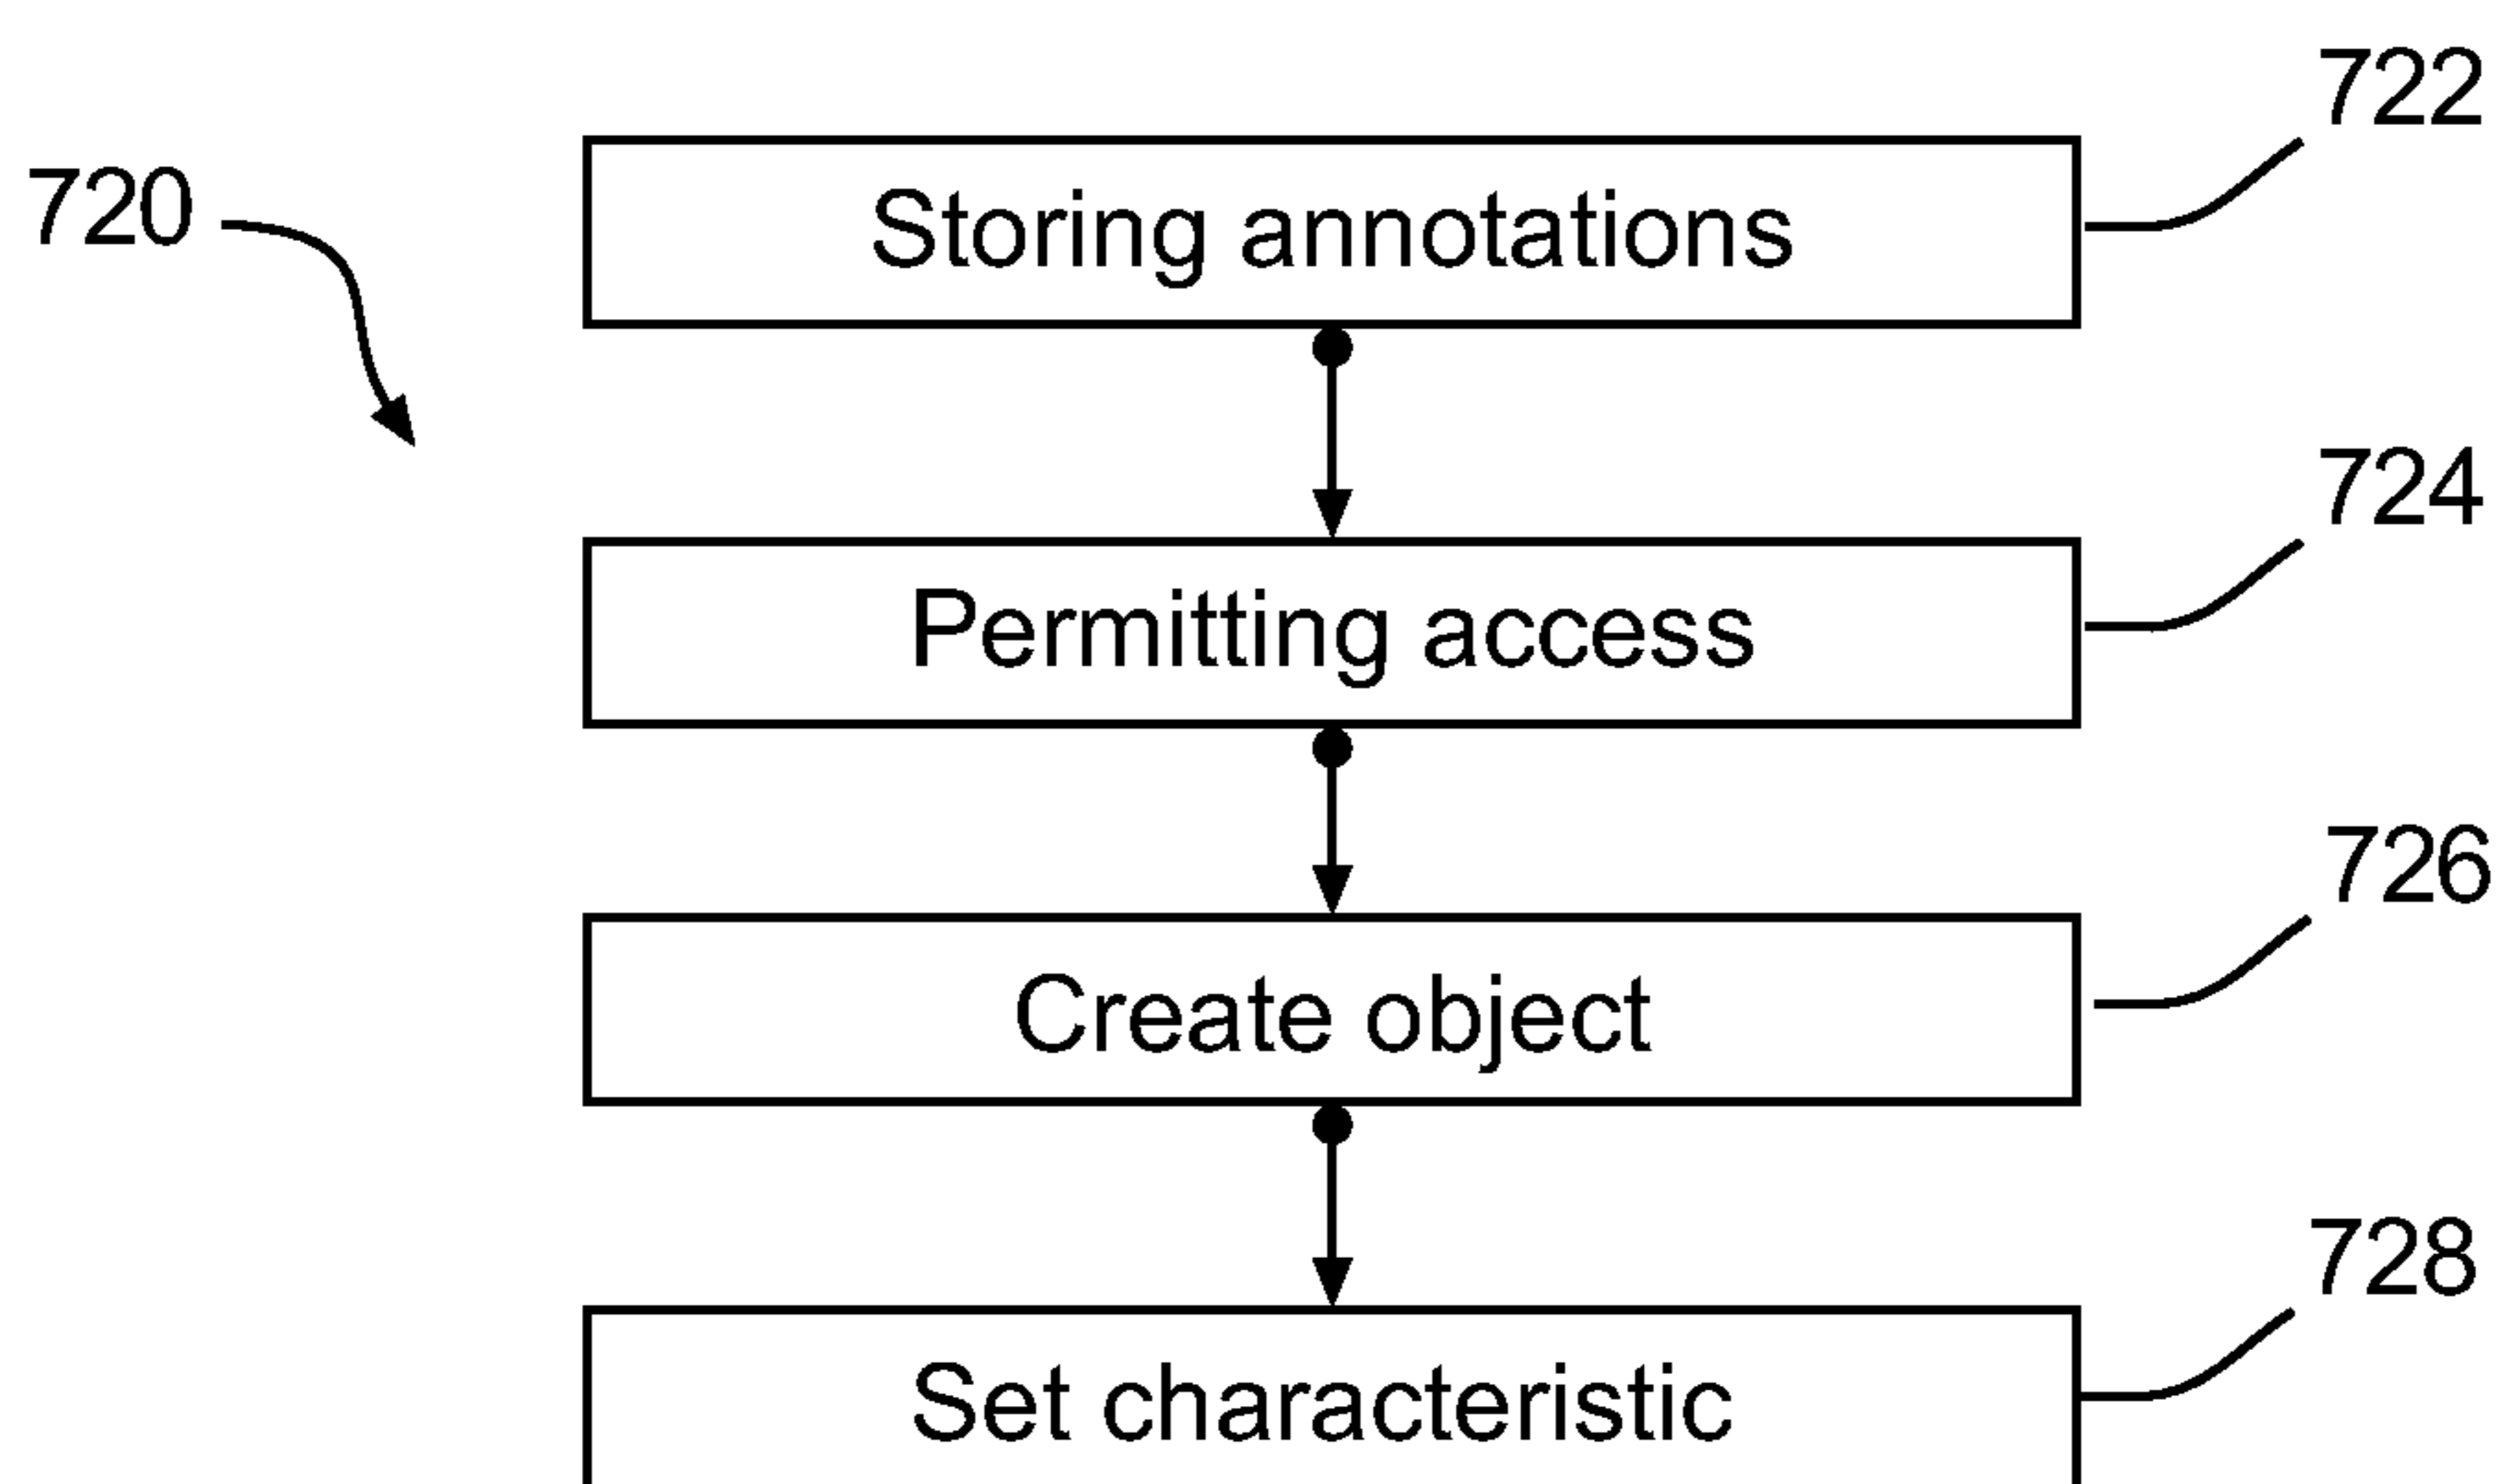 722
720
Storing annotations
724
Permitting access
726
Create object
728
Set characteristic